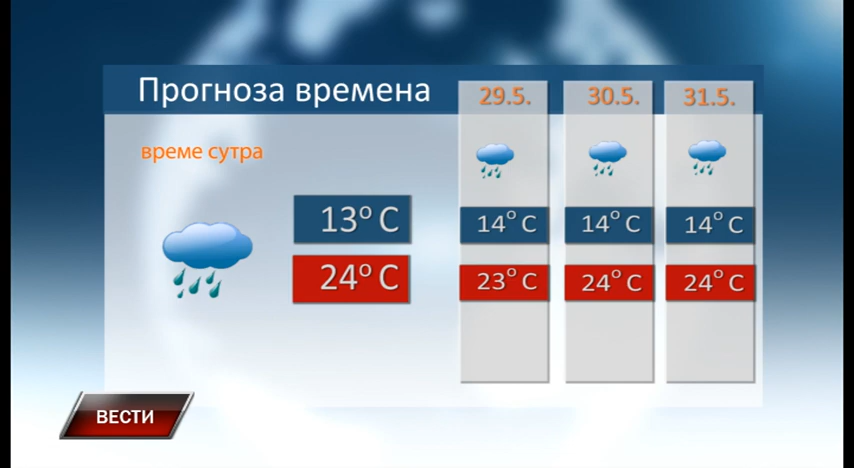 Прогноза времена
време сутра
13° C
24° C
29.5.
14° C
23° C
30.5.
14° C
24° C
31.5.
14° C
24° C
ВЕСТИ